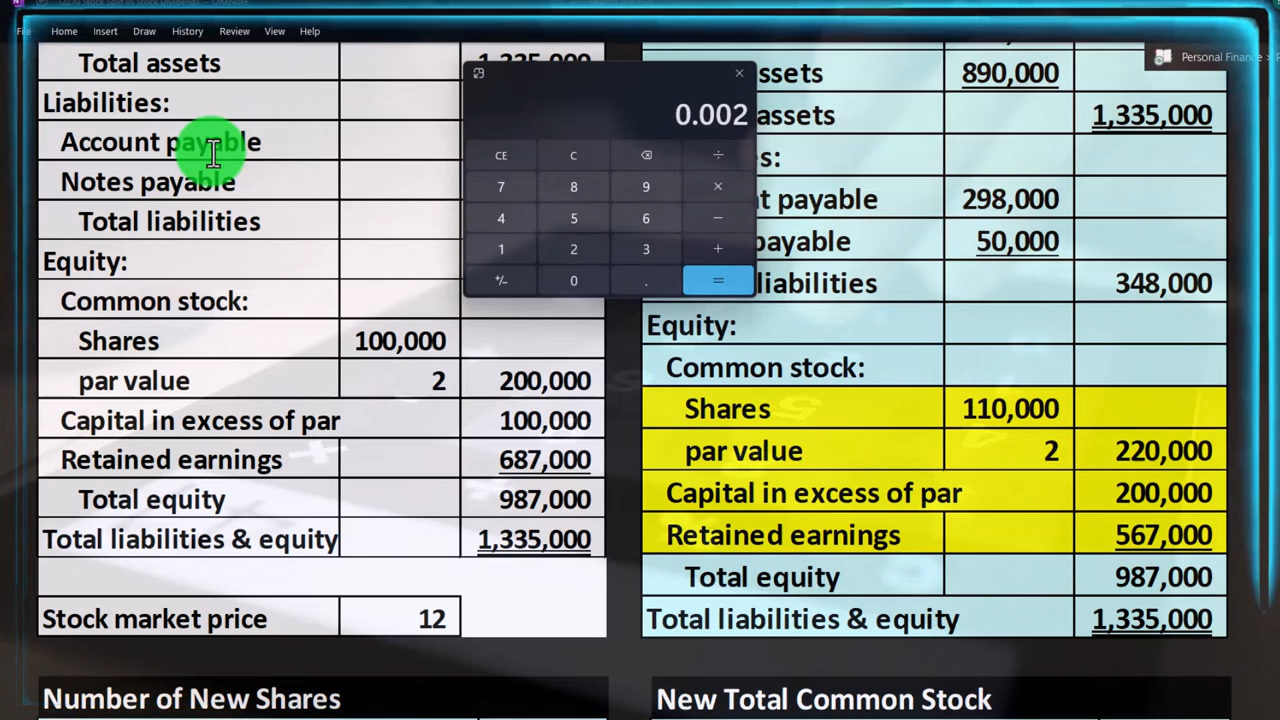 File Home Insert Draw History Review View Help
Personal Finance >
Total assets 1,335,000
Liabilities:
Account payable
Notes payable
Total liabilities
Equity:
Common stock:
Shares 100,000
par value 2 200,000
Capital in excess of par 100,000
Retained earnings 687,000
Total equity 987,000
Total liabilities & equity 1,335,000
Stock market price 12
Number of New Shares
0.002
CE C ÷
7 8 9 ×
4 5 6 −
1 2 3 +
+/- 0 . =
assets 890,000
assets 1,335,000
payable 298,000
payable 50,000
liabilities 348,000
Equity:
Common stock:
Shares 110,000
par value 2 220,000
Capital in excess of par 200,000
Retained earnings 567,000
Total equity 987,000
Total liabilities & equity 1,335,000
New Total Common Stock